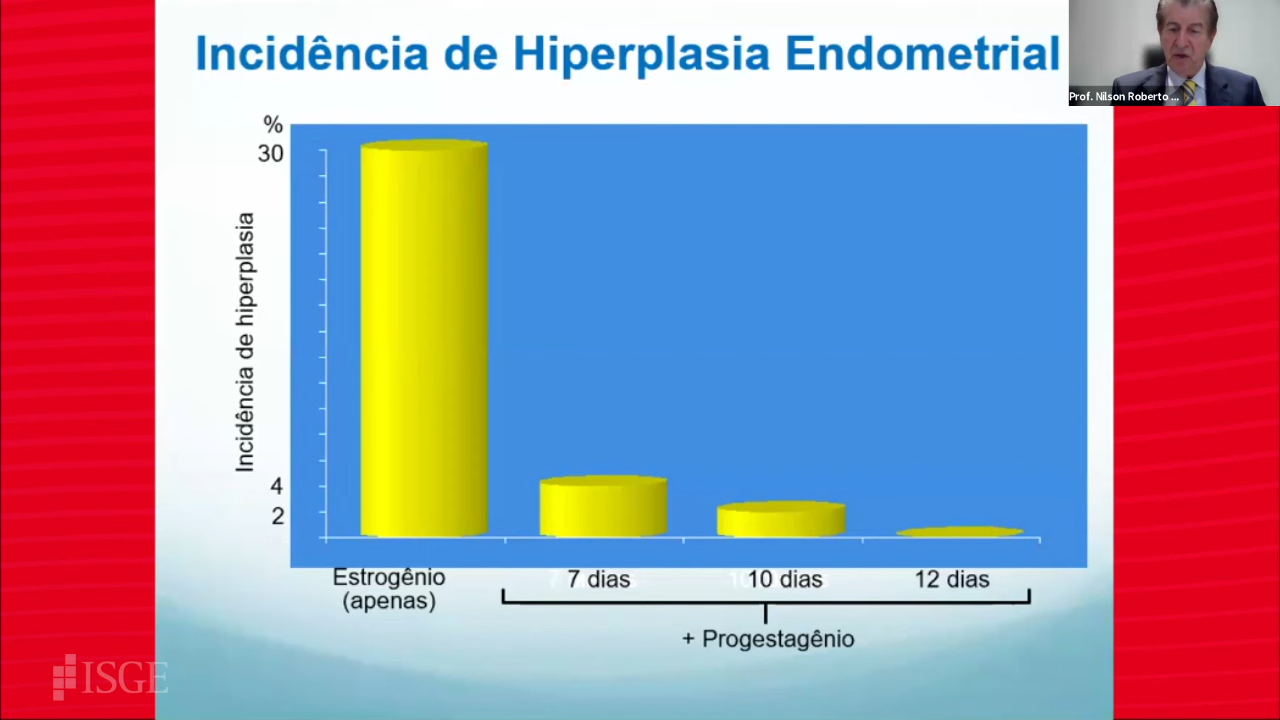 Incidência de Hiperplasia Endometrial
Prof. Nilson Roberto ...
%
30
Incidência de hiperplasia
4
2
Estrogênio
(apenas)
7 dias
10 dias
12 dias
+ Progestagênio
ISGE